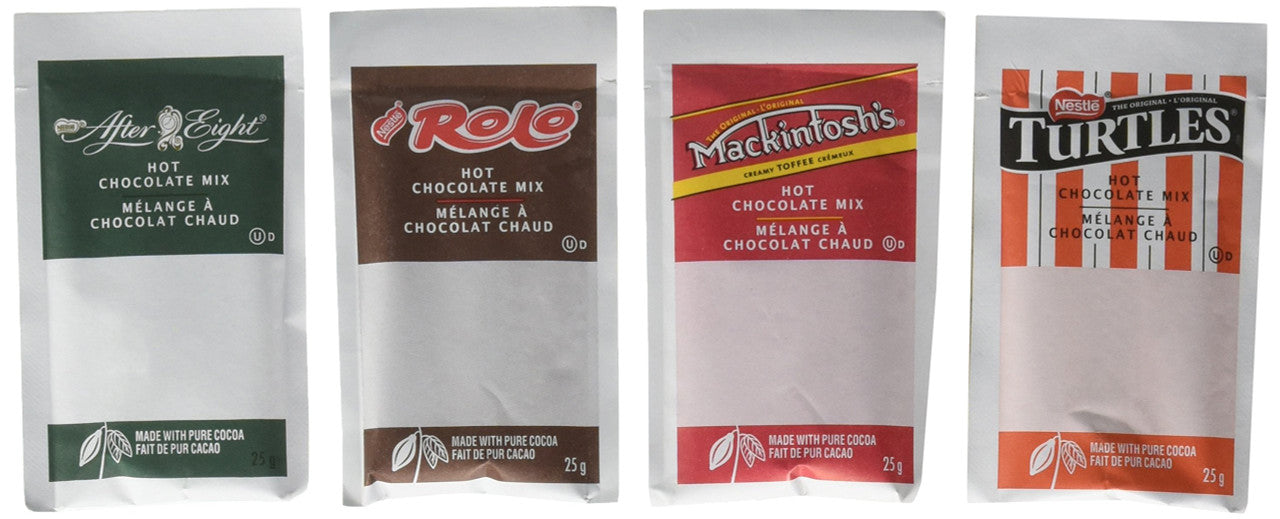 Nestlé After Eight®
HOT
CHOCOLATE MIX
MÉLANGE À
CHOCOLAT CHAUD
U D
MADE WITH PURE COCOA
FAIT DE PUR CACAO
25 g
Nestlé ROLO®
HOT
CHOCOLATE MIX
MÉLANGE À
CHOCOLAT CHAUD
U D
MADE WITH PURE COCOA
FAIT DE PUR CACAO
25 g
THE ORIGINAL · L'ORIGINAL
Mackintosh's®
CREAMY TOFFEE CRÉMEUX
HOT
CHOCOLATE MIX
MÉLANGE À
CHOCOLAT CHAUD
U D
MADE WITH PURE COCOA
FAIT DE PUR CACAO
25 g
Nestlé THE ORIGINAL · L'ORIGINAL
TURTLES®
HOT
CHOCOLATE MIX
MÉLANGE À
CHOCOLAT CHAUD
U D
MADE WITH PURE COCOA
FAIT DE PUR CACAO
25 g